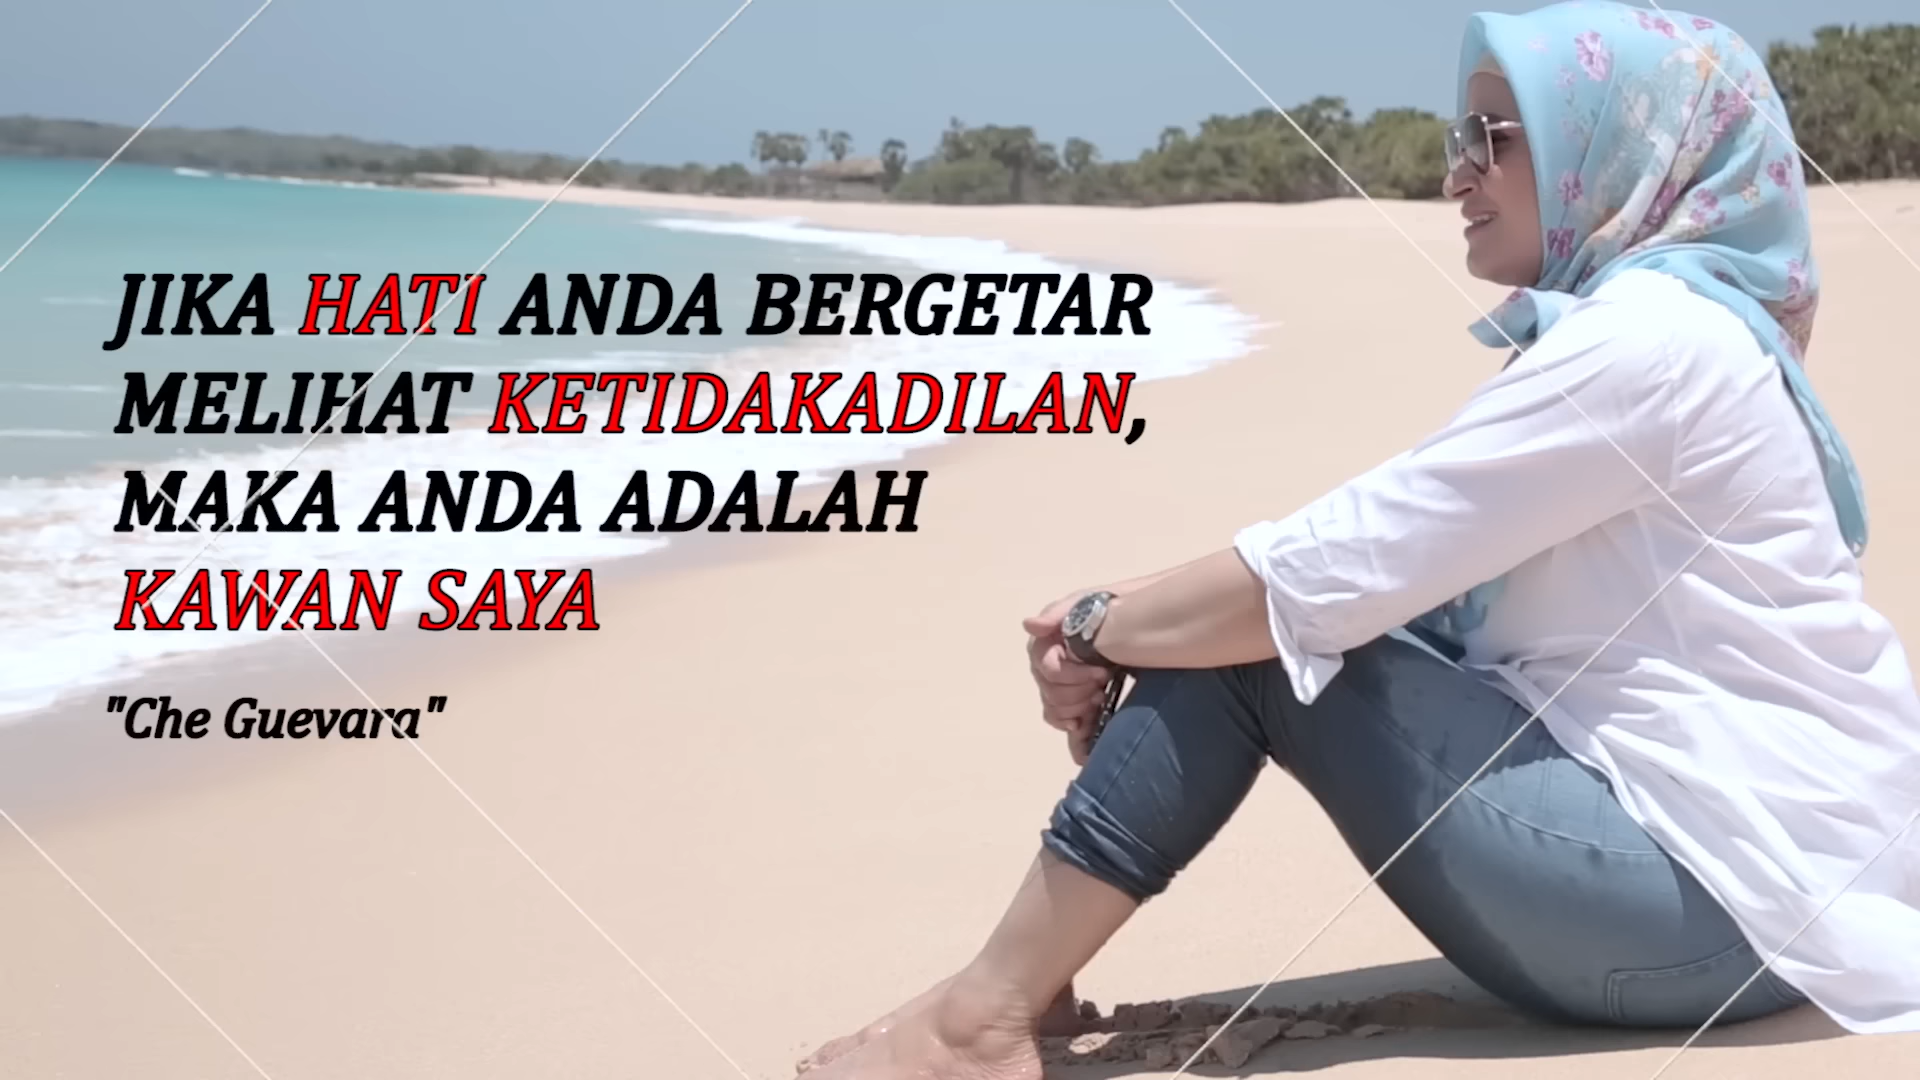 JIKA HATI ANDA BERGETAR
MELIHAT KETIDAKADILAN,
MAKA ANDA ADALAH
KAWAN SAYA
"Che Guevara"